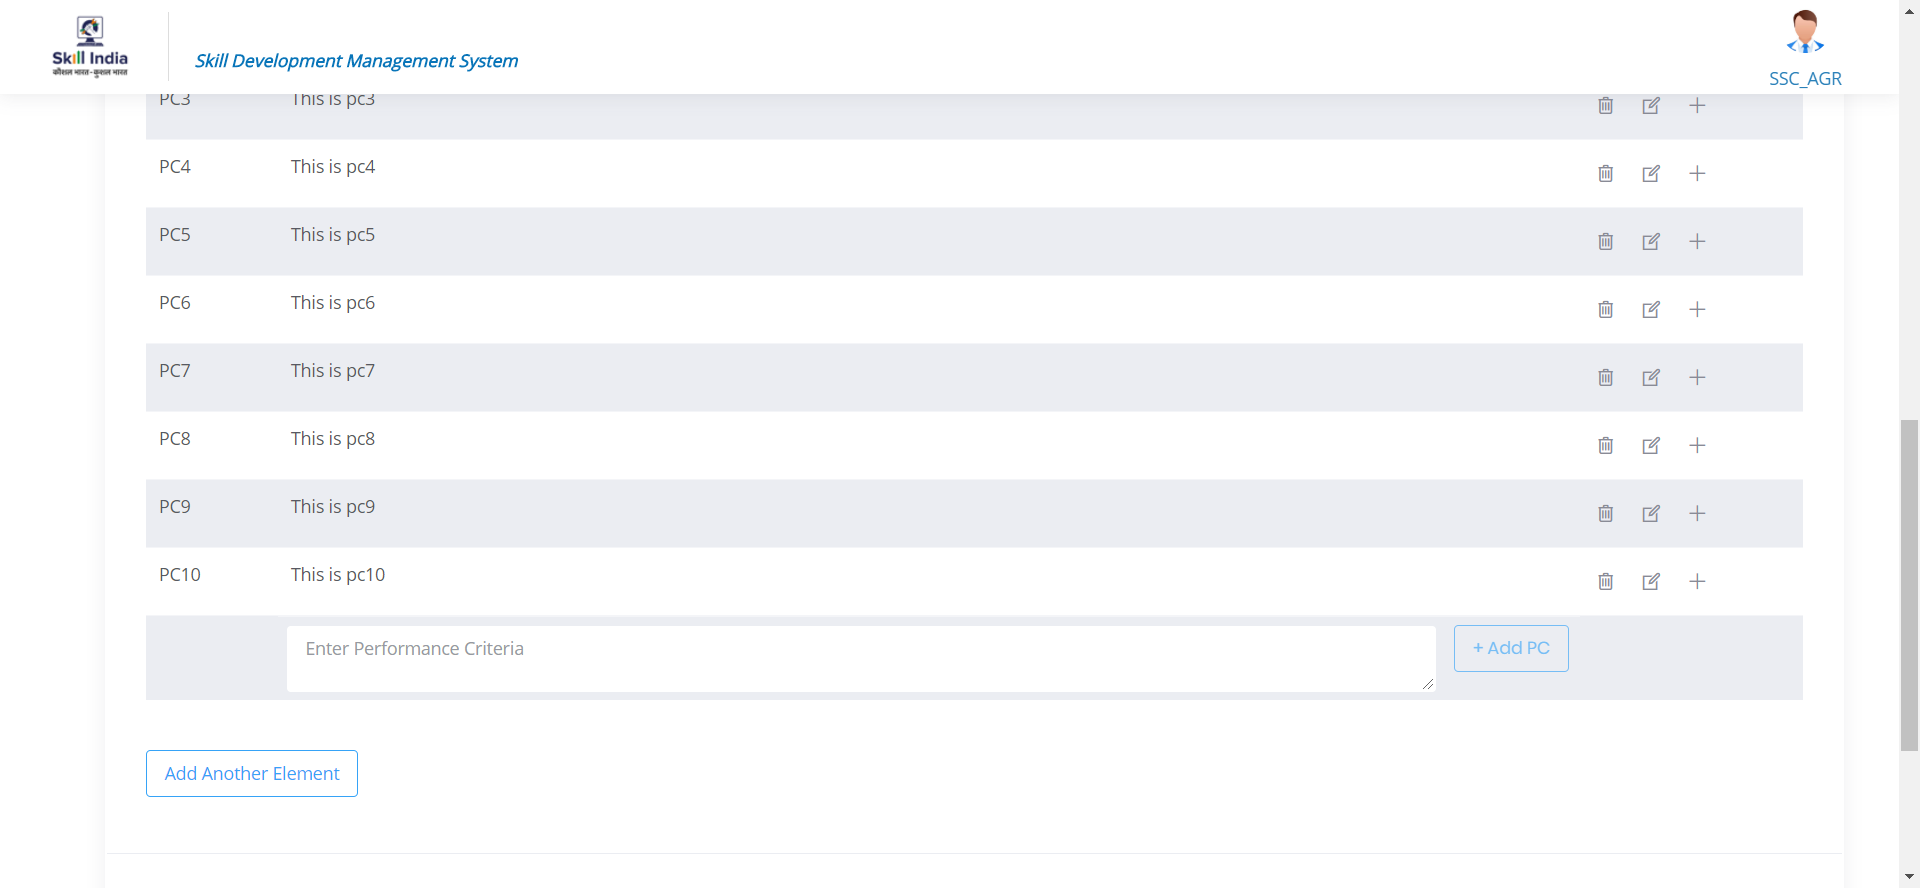 Skill India
कौशल भारत-कुशल भारत
Skill Development Management System
SSC_AGR
PC3 This is pc3
PC4 This is pc4
PC5 This is pc5
PC6 This is pc6
PC7 This is pc7
PC8 This is pc8
PC9 This is pc9
PC10 This is pc10
Enter Performance Criteria
+ Add PC
Add Another Element